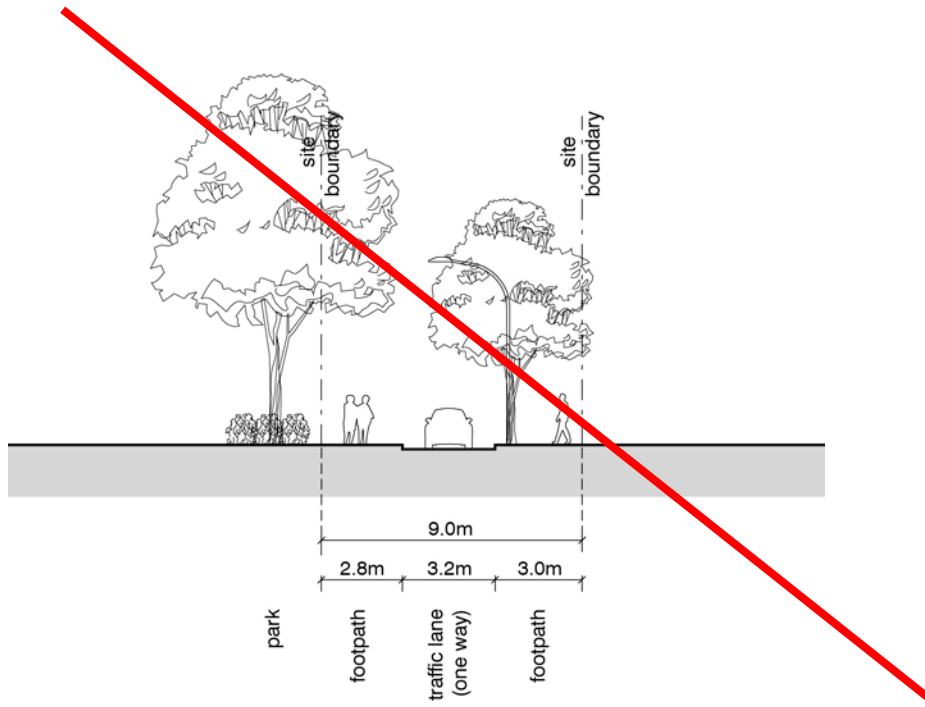 site
boundary
site
boundary
9.0m
2.8m
3.2m
3.0m
park
footpath
traffic lane
(one way)
footpath